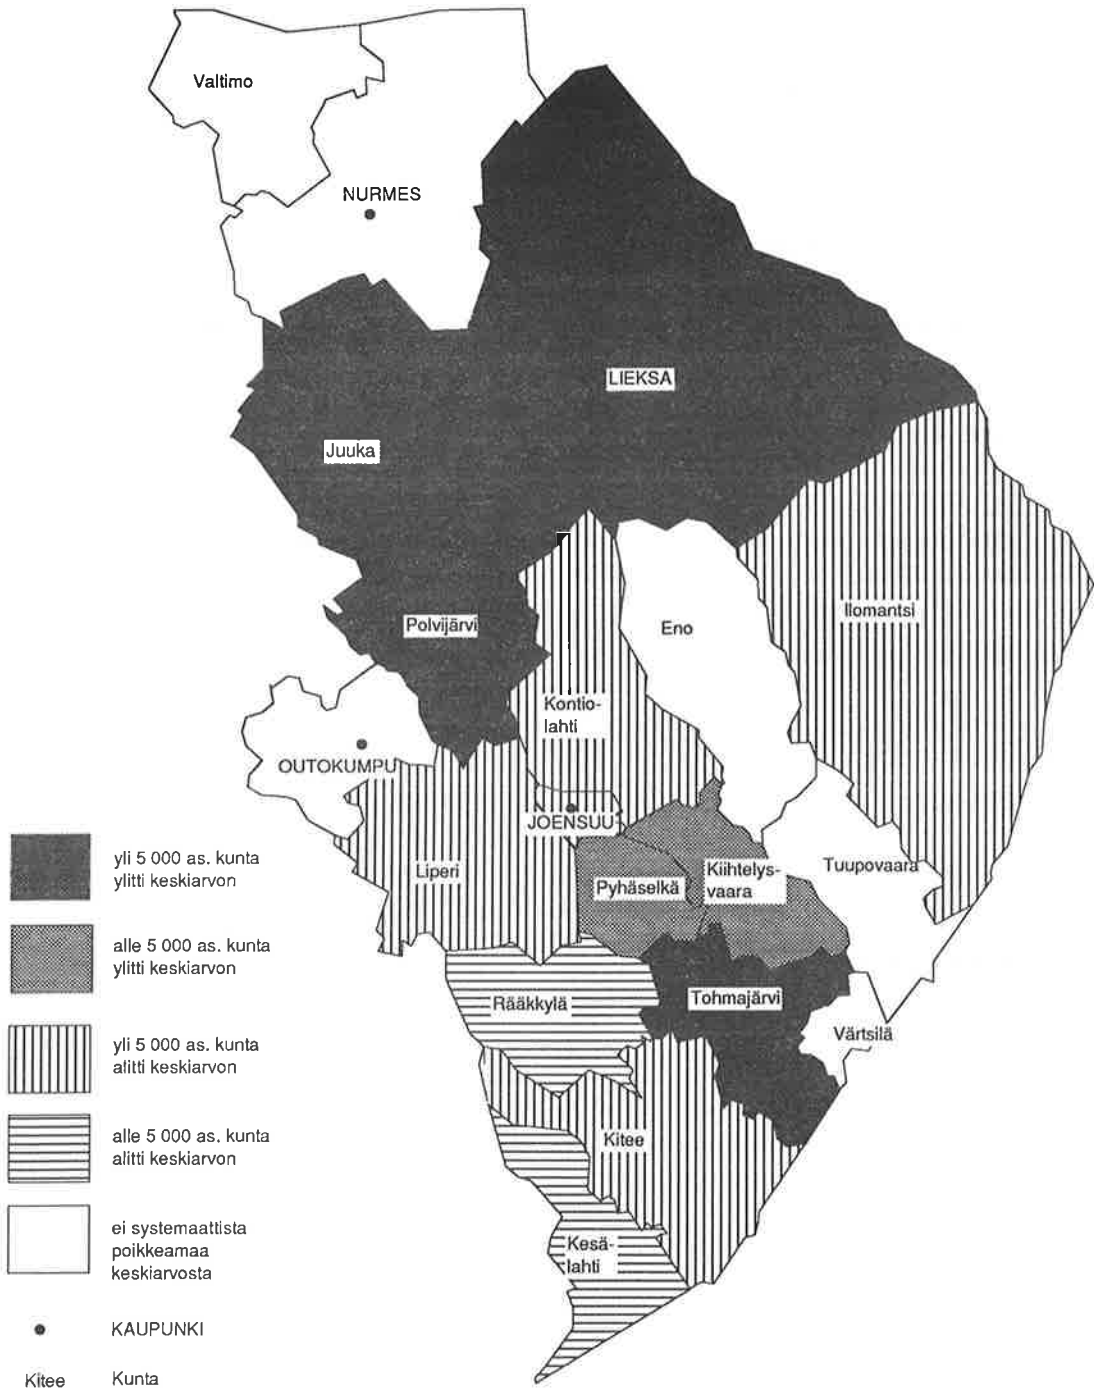 Valtimo
NURMES
LIEKSA
Juuka
Ilomantsi
Polvijärvi
Eno
Kontio-
lahti
OUTOKUMPU
JOENSUU
Liperi
Pyhäselkä
Kiihtelys-
vaara
Tuupovaara
Rääkkylä
Tohmajärvi
Värtsilä
Kitee
Kesä-
lahti
yli 5 000 as. kunta
ylitti keskiarvon
alle 5 000 as. kunta
ylitti keskiarvon
yli 5 000 as. kunta
alitti keskiarvon
alle 5 000 as. kunta
alitti keskiarvon
ei systemaattista
poikkeamaa
keskiarvosta
KAUPUNKI
Kitee Kunta